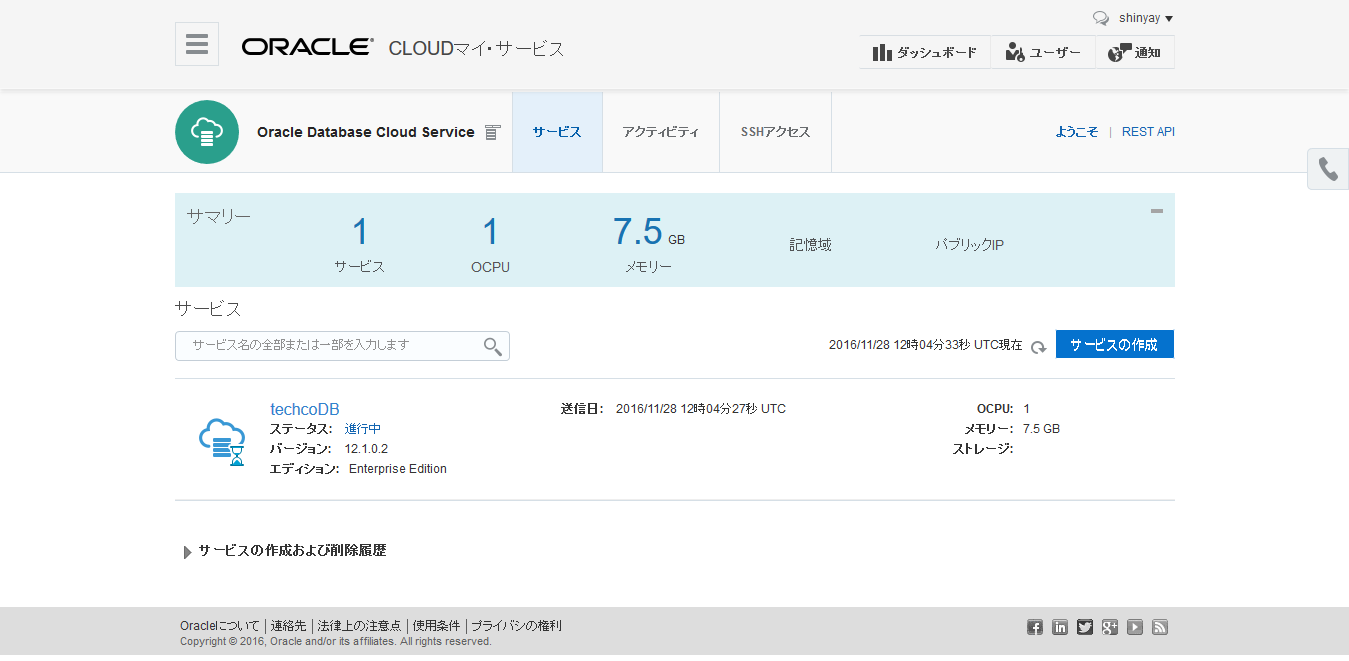 shinyay
ORACLE® CLOUDマイ・サービス
ダッシュボード ユーザー 通知
Oracle Database Cloud Service サービス アクティビティ SSHアクセス ようこそ | REST API
サマリー
1 1 7.5 GB
サービス OCPU メモリー 記憶域 パブリックIP
サービス
サービス名の全部または一部を入力します 2016/11/28 12時04分33秒 UTC現在 サービスの作成
techcoDB 送信日: 2016/11/28 12時04分27秒 UTC OCPU: 1
ステータス: 進行中 メモリー: 7.5 GB
バージョン: 12.1.0.2 ストレージ:
エディション: Enterprise Edition
サービスの作成および削除履歴
Oracleについて | 連絡先 | 法律上の注意点 | 使用条件 | プライバシの権利
Copyright © 2016, Oracle and/or its affiliates. All rights reserved.